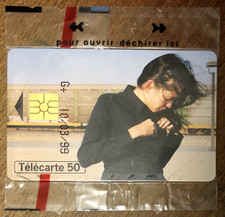 pour ouvrir déchirer ici
G+ 10/03/99
Télécarte 50